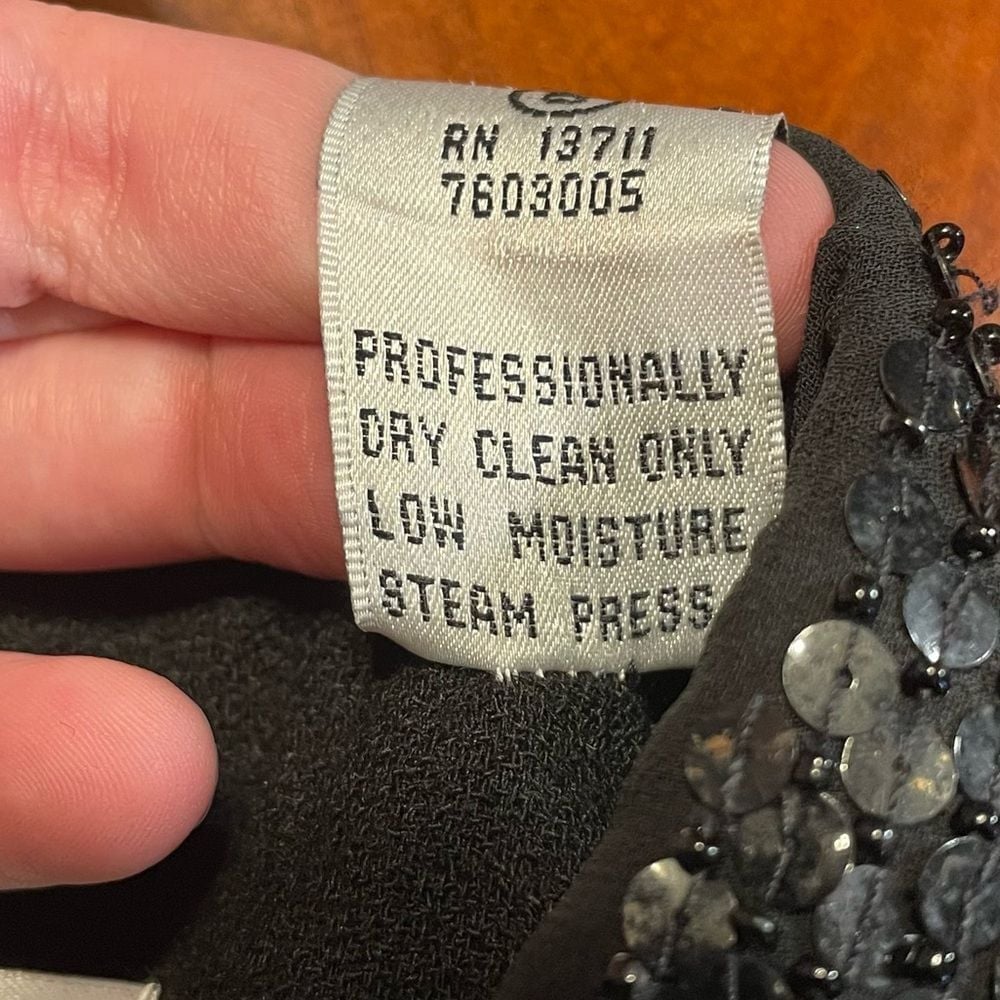 RN 13711
7603005
PROFESSIONALLY
DRY CLEAN ONLY
LOW MOISTURE
STEAM PRESS